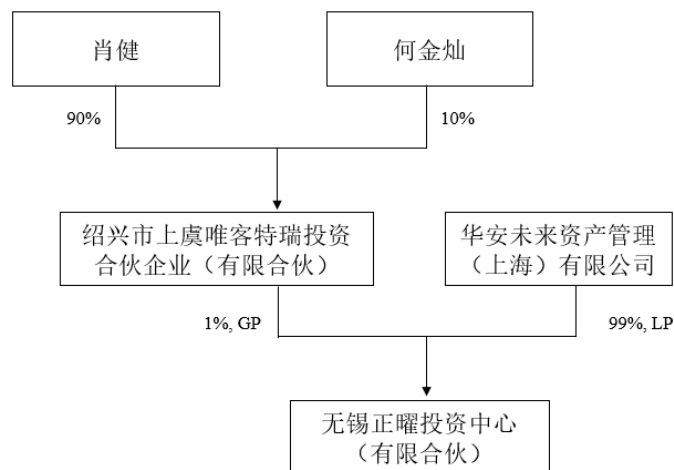 肖健
何金灿
90%
10%
绍兴市上虞唯客特瑞投资
合伙企业（有限合伙）
华安未来资产管理
（上海）有限公司
1%, GP
99%, LP
无锡正曜投资中心
（有限合伙）